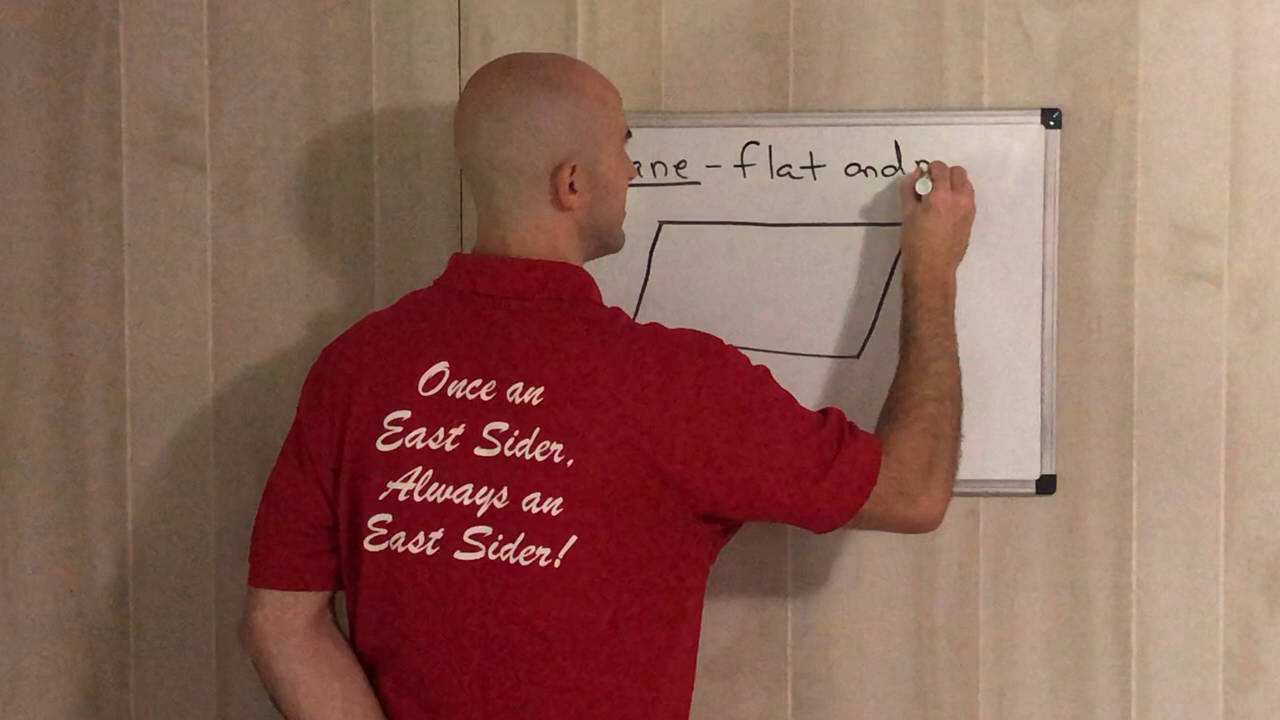 ane - flat and
Once an
East Sider,
Always an
East Sider!